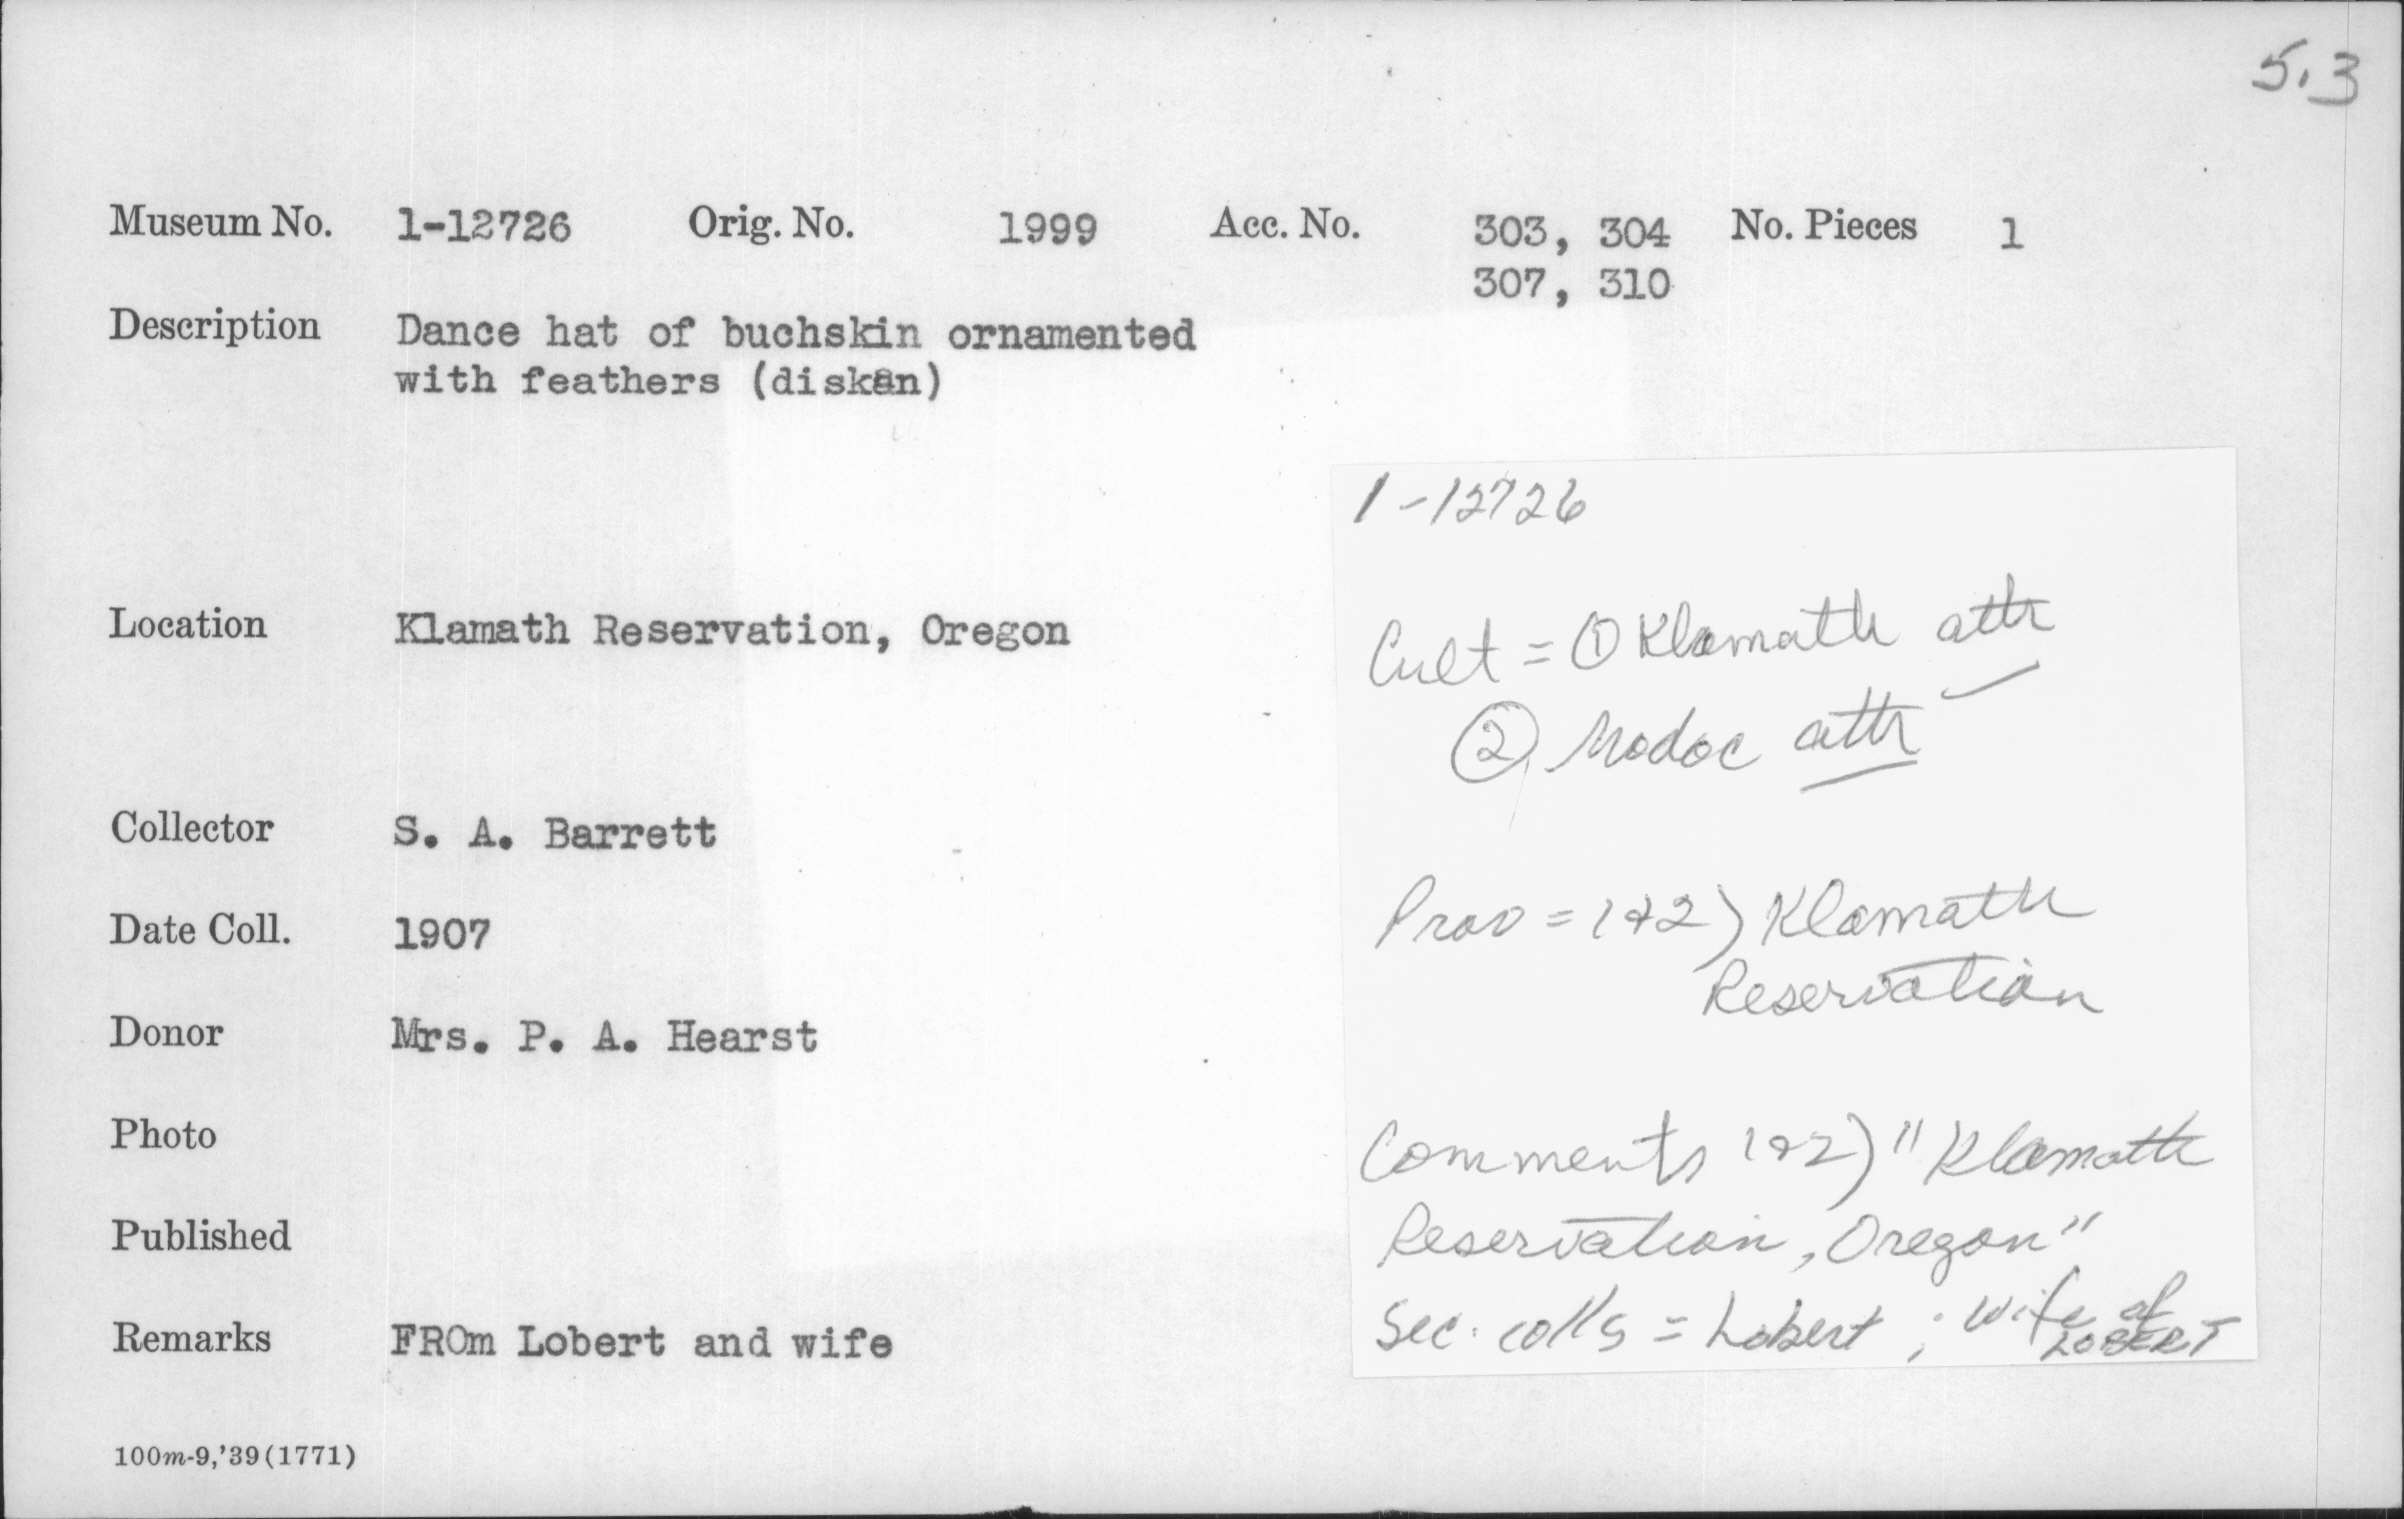 5.3
Museum No. 1-12726 Orig. No. 1999 Acc. No. 303, 304 No. Pieces 1
307, 310
Description Dance hat of buchskin ornamented
with feathers (diskan)
Location Klamath Reservation, Oregon
Collector S. A. Barrett
Date Coll. 1907
Donor Mrs. P. A. Hearst
Photo
Published
Remarks FROm Lobert and wife
100m-9,'39(1771)
1-12726
Cult = ① Klamath attr
② Modoc attr
Prov = 1+2) Klamath
Reservation
Comments 1+2) "Klamath
Reservation, Oregon"
Sec. colls = Lobert ; wife of
LOBERT